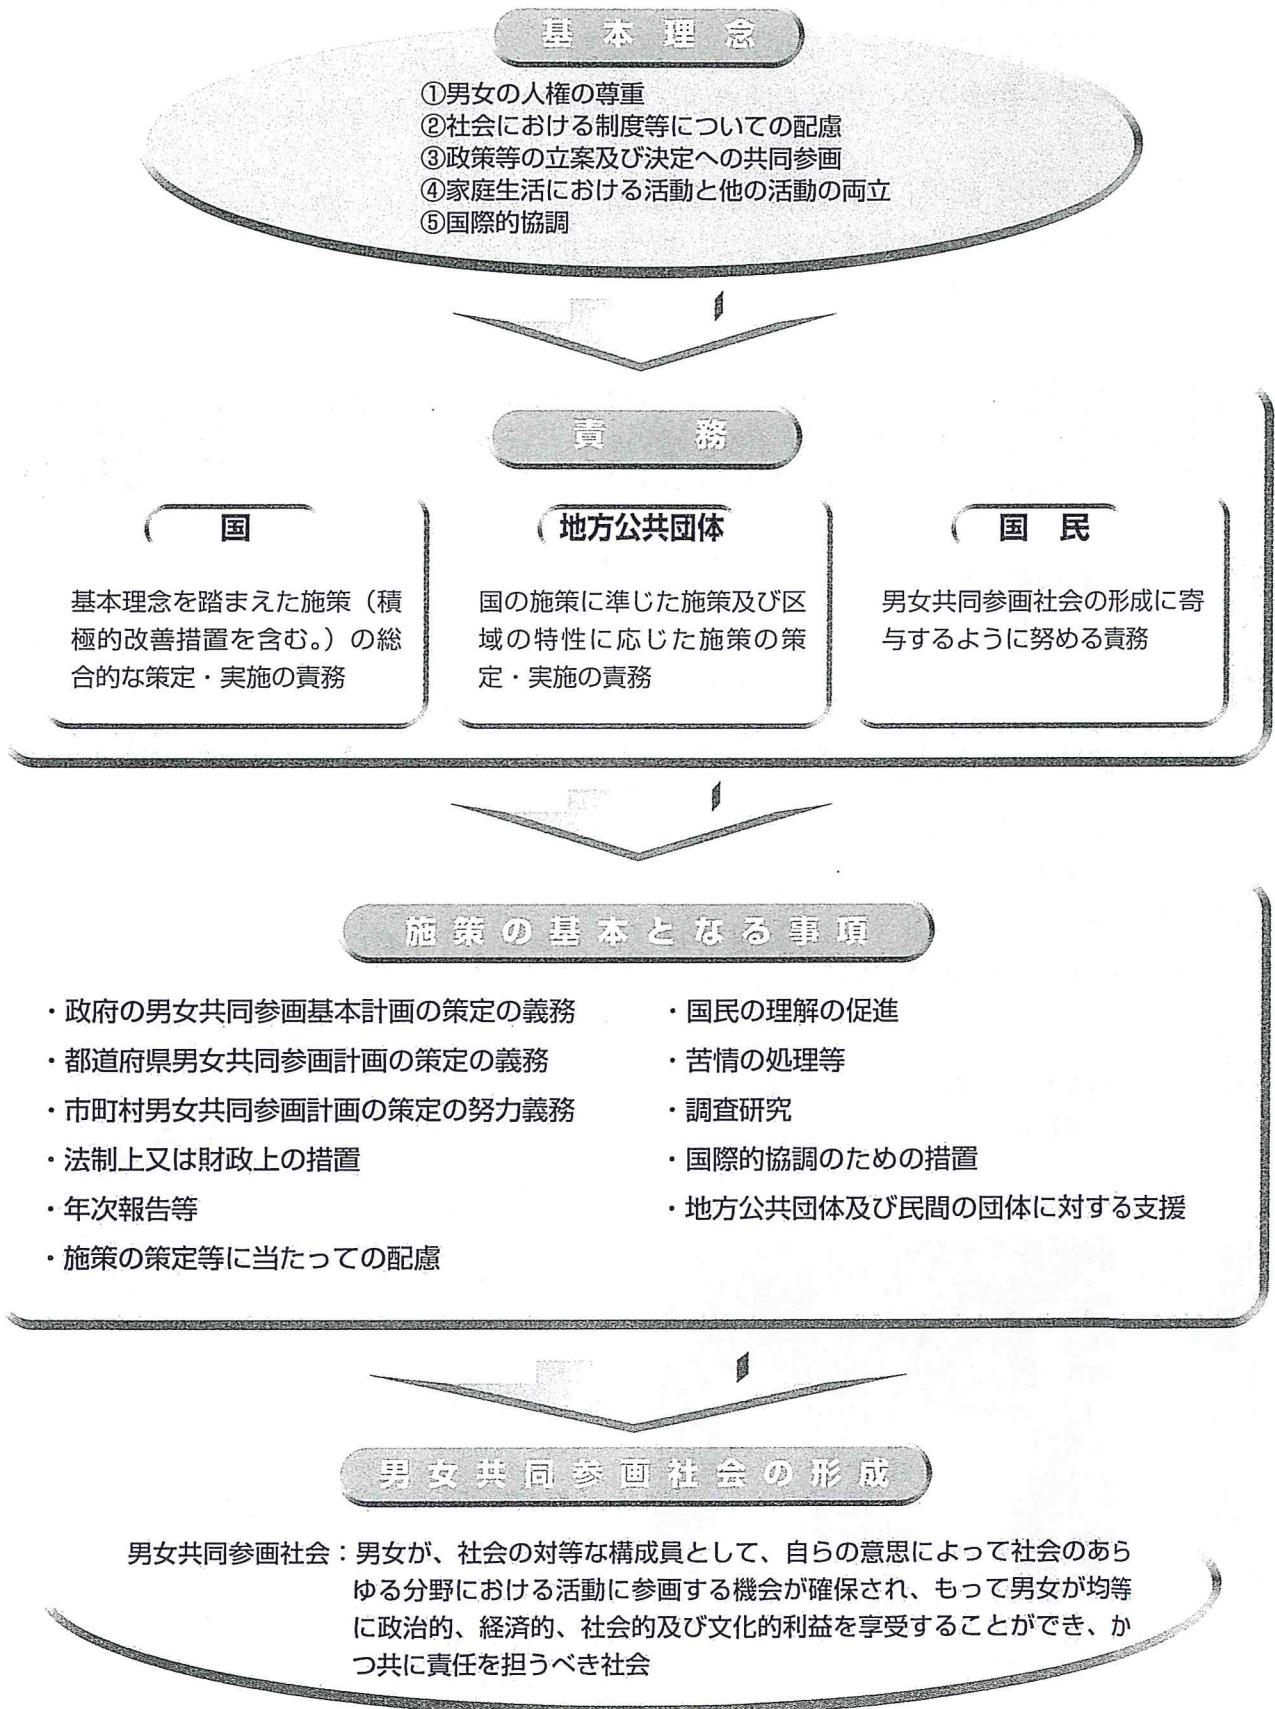 基本理念
①男女の人権の尊重
②社会における制度等についての配慮
③政策等の立案及び決定への共同参画
④家庭生活における活動と他の活動の両立
⑤国際的協調
責務
国
基本理念を踏まえた施策（積
極的改善措置を含む。）の総
合的な策定・実施の責務
地方公共団体
国の施策に準じた施策及び区
域の特性に応じた施策の策
定・実施の責務
国民
男女共同参画社会の形成に寄
与するように努める責務
施策の基本となる事項
・政府の男女共同参画基本計画の策定の義務
・都道府県男女共同参画計画の策定の義務
・市町村男女共同参画計画の策定の努力義務
・法制上又は財政上の措置
・年次報告等
・施策の策定等に当たっての配慮
・国民の理解の促進
・苦情の処理等
・調査研究
・国際的協調のための措置
・地方公共団体及び民間の団体に対する支援
男女共同参画社会の形成
男女共同参画社会：男女が、社会の対等な構成員として、自らの意思によって社会のあら
ゆる分野における活動に参画する機会が確保され、もって男女が均等
に政治的、経済的、社会的及び文化的利益を享受することができ、か
つ共に責任を担うべき社会